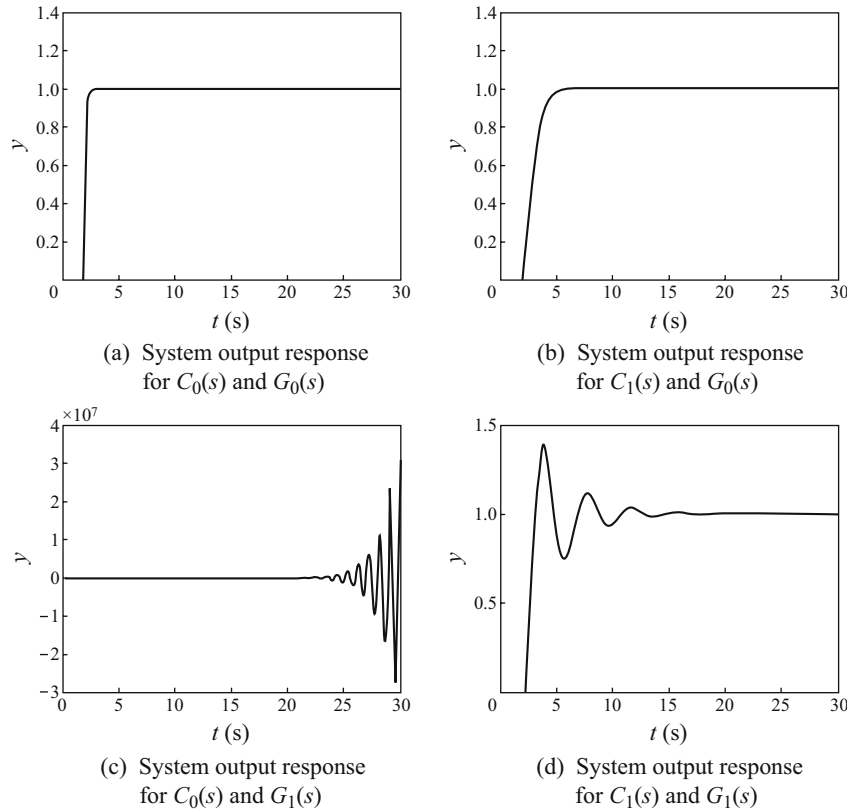 1.4
1.2
1.0
0.8
0.6
0.4
0.2
y
0 5 10 15 20 25 30
t (s)
(a) System output response
for C₀(s) and G₀(s)
1.4
1.2
1.0
0.8
0.6
0.4
0.2
y
0 5 10 15 20 25 30
t (s)
(b) System output response
for C₁(s) and G₀(s)
×10⁷
4
3
2
1
0
−1
−2
−3
y
0 5 10 15 20 25 30
t (s)
(c) System output response
for C₀(s) and G₁(s)
1.5
1.0
0.5
y
0 5 10 15 20 25 30
t (s)
(d) System output response
for C₁(s) and G₁(s)